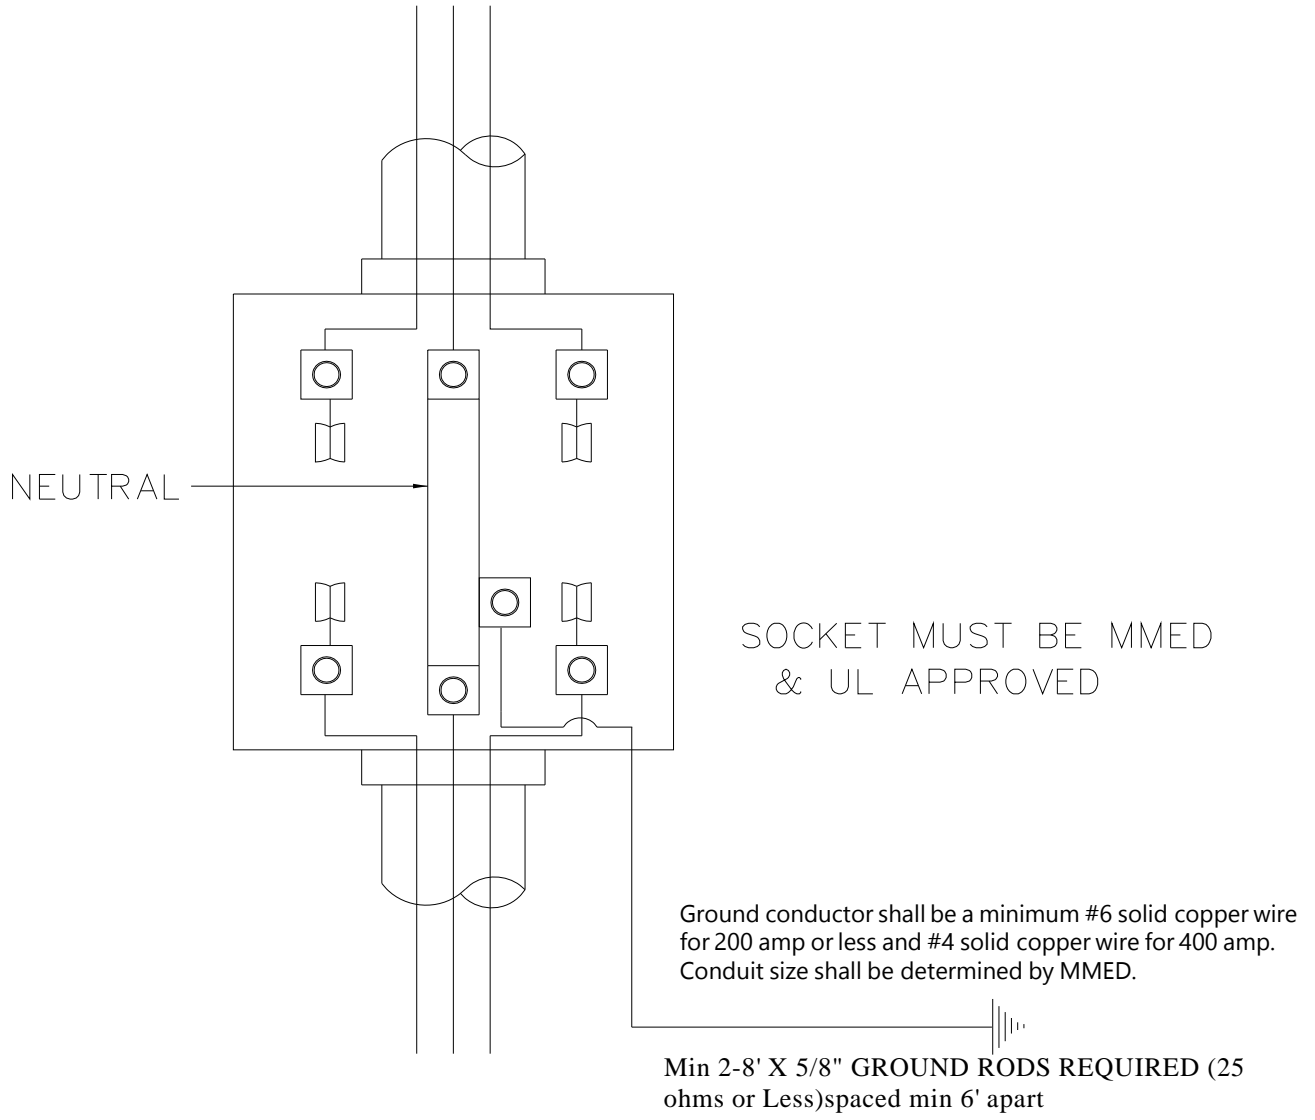 NEUTRAL
SOCKET MUST BE MMED
& UL APPROVED
Ground conductor shall be a minimum #6 solid copper wire
for 200 amp or less and #4 solid copper wire for 400 amp.
Conduit size shall be determined by MMED.
Min 2-8' X 5/8" GROUND RODS REQUIRED (25
ohms or Less)spaced min 6' apart